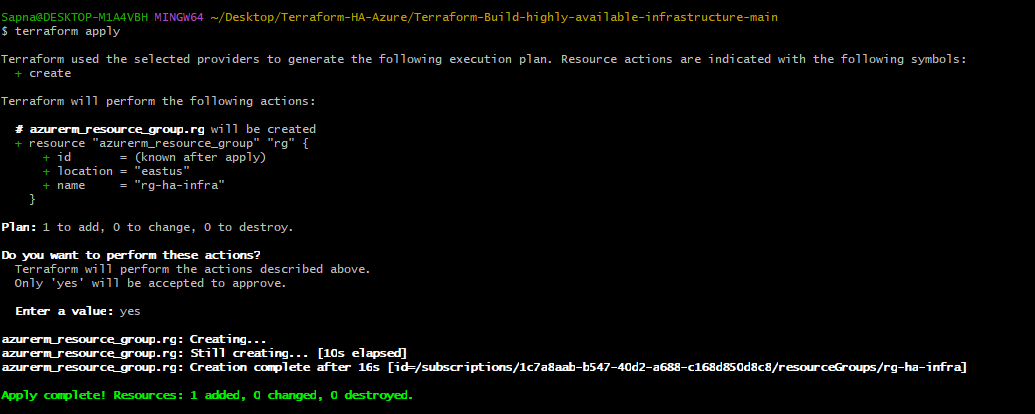 Sapna@DESKTOP-M1A4VBH MINGW64 ~/Desktop/Terraform-HA-Azure/Terraform-Build-highly-available-infrastructure-main
$ terraform apply
Terraform used the selected providers to generate the following execution plan. Resource actions are indicated with the following symbols:
+ create
Terraform will perform the following actions:
# azurerm_resource_group.rg will be created
+ resource "azurerm_resource_group" "rg" {
+ id       = (known after apply)
+ location = "eastus"
+ name     = "rg-ha-infra"
}
Plan: 1 to add, 0 to change, 0 to destroy.
Do you want to perform these actions?
Terraform will perform the actions described above.
Only 'yes' will be accepted to approve.
Enter a value: yes
azurerm_resource_group.rg: Creating...
azurerm_resource_group.rg: Still creating... [10s elapsed]
azurerm_resource_group.rg: Creation complete after 16s [id=/subscriptions/1c7a8aab-b547-40d2-a688-c168d850d8c8/resourceGroups/rg-ha-infra]
Apply complete! Resources: 1 added, 0 changed, 0 destroyed.